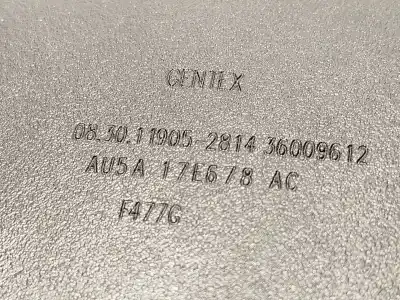 GENTEX
08.30.11905 2814 36009612
AU5A 17E678 AC
F477G